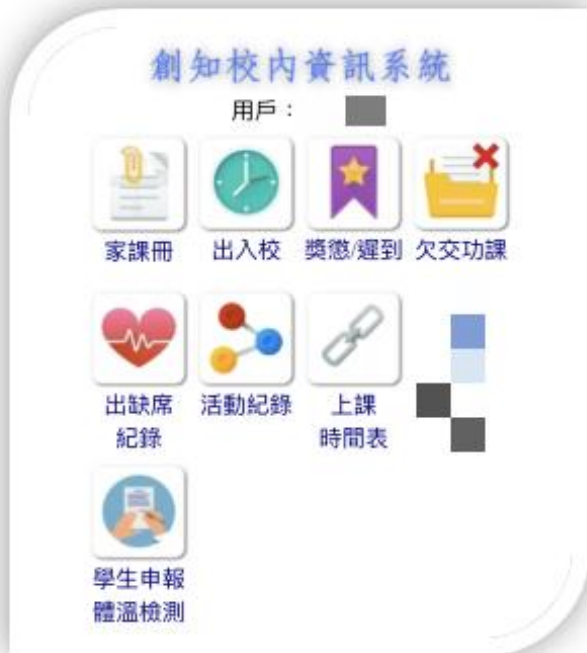 創知校內資訊系統
用戶：
家課冊
出入校
獎懲/遲到
欠交功課
出缺席
紀錄
活動紀錄
上課
時間表
學生申報
體溫檢測